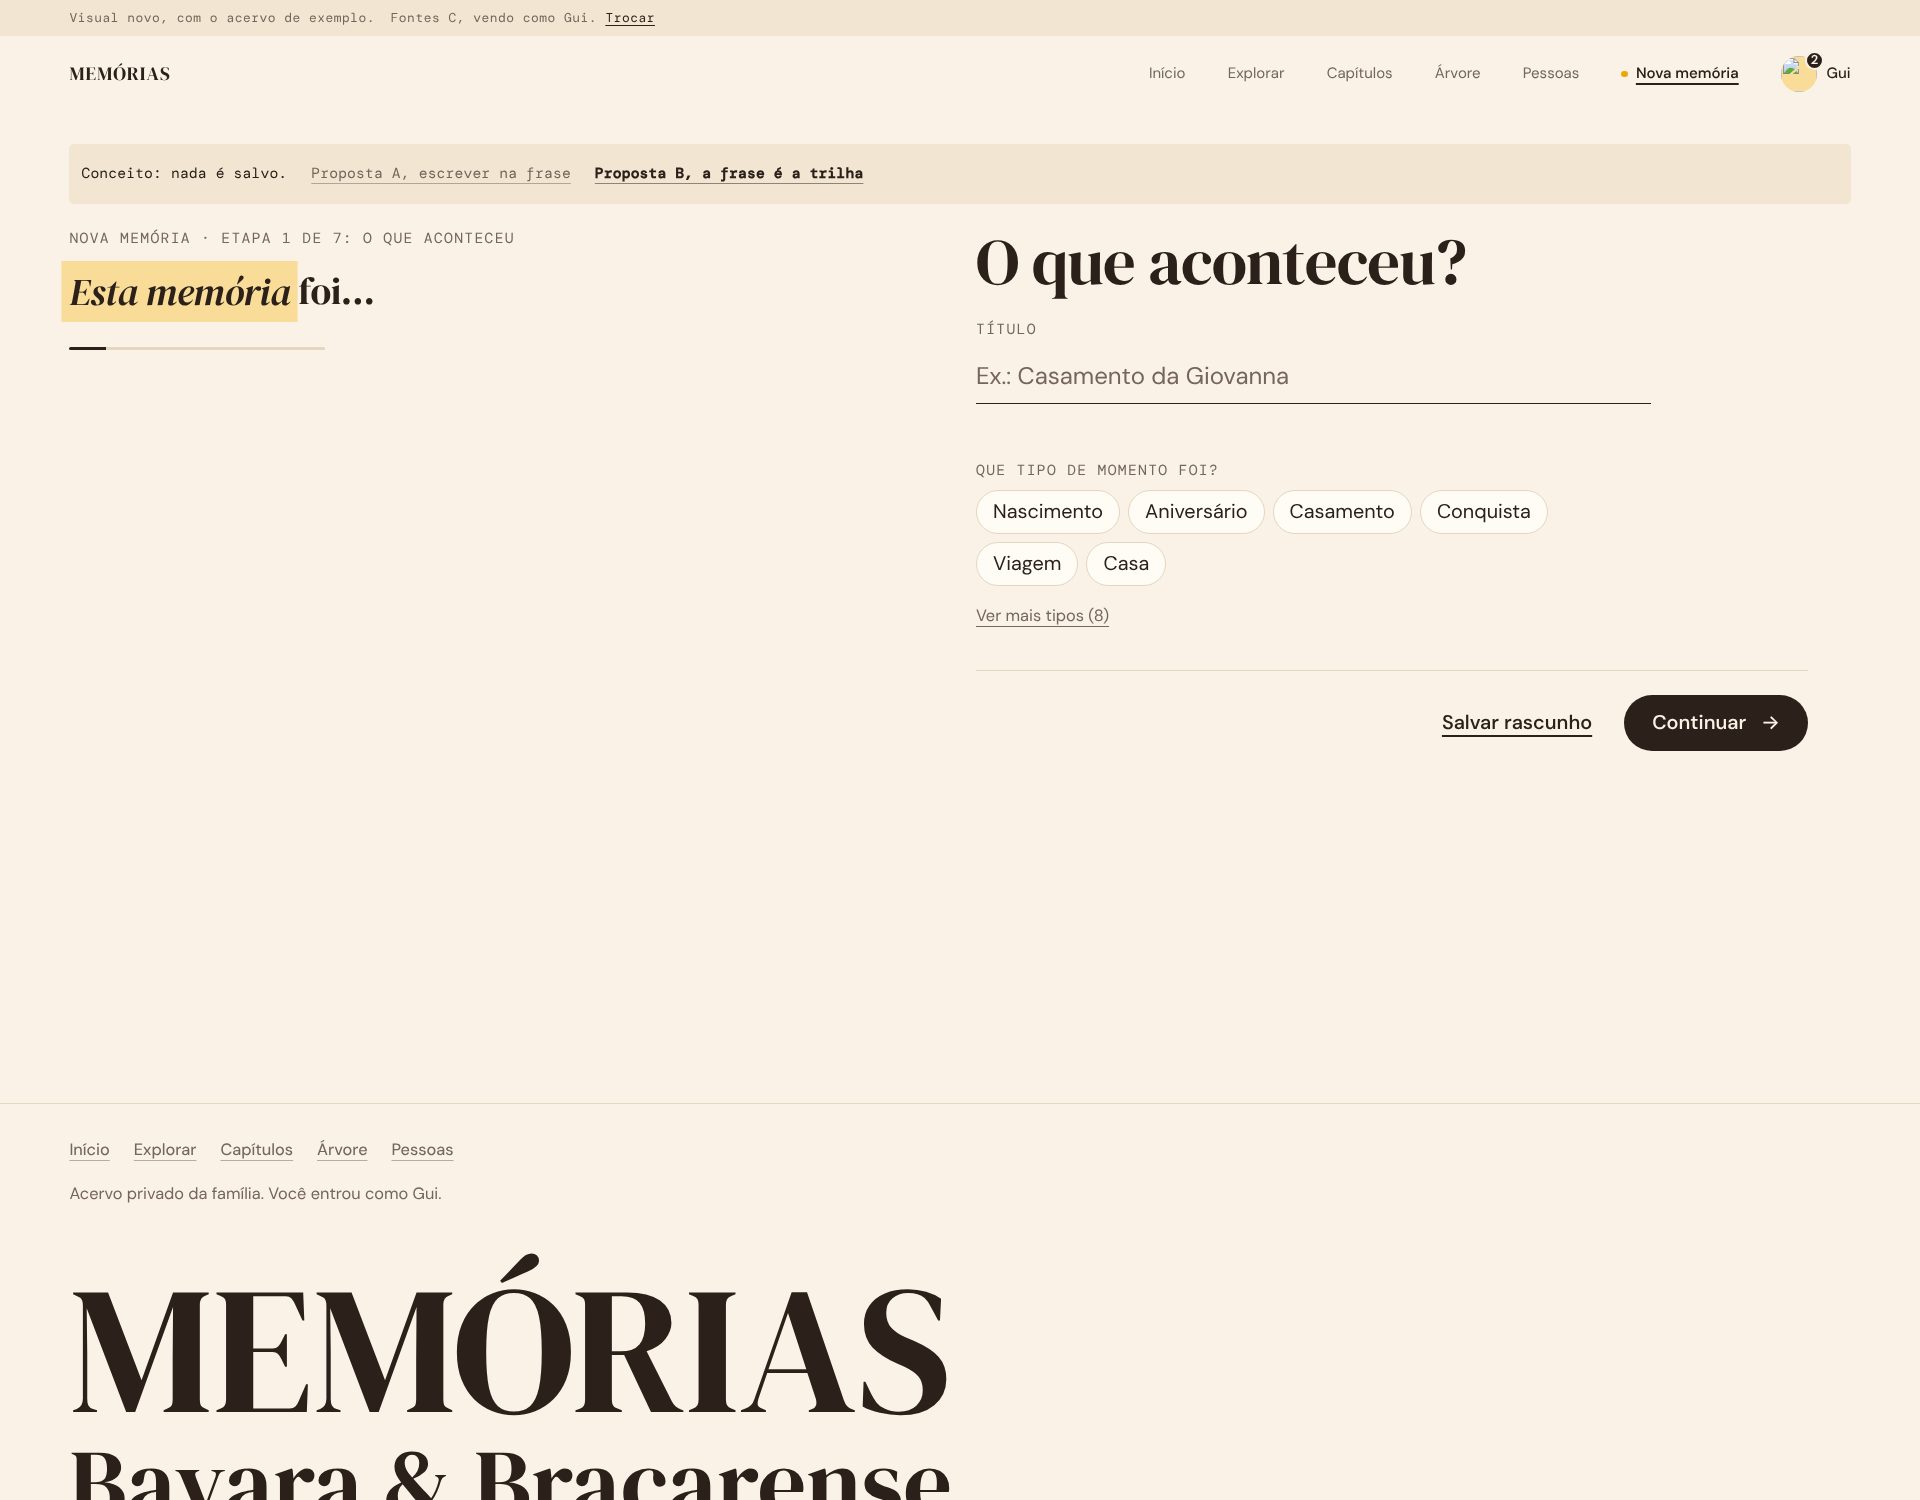 Visual novo, com o acervo de exemplo. Fontes C, vendo como Gui. Trocar
MEMÓRIAS
Início Explorar Capítulos Árvore Pessoas Nova memória 2 Gui
Conceito: nada é salvo. Proposta A, escrever na frase Proposta B, a frase é a trilha
NOVA MEMÓRIA · ETAPA 1 DE 7: O QUE ACONTECEU
Esta memória foi...
O que aconteceu?
TÍTULO
Ex.: Casamento da Giovanna
QUE TIPO DE MOMENTO FOI?
Nascimento Aniversário Casamento Conquista
Viagem Casa
Ver mais tipos (8)
Salvar rascunho Continuar →
Início Explorar Capítulos Árvore Pessoas
Acervo privado da família. Você entrou como Gui.
MEMÓRIAS
Bavara & Bracarense